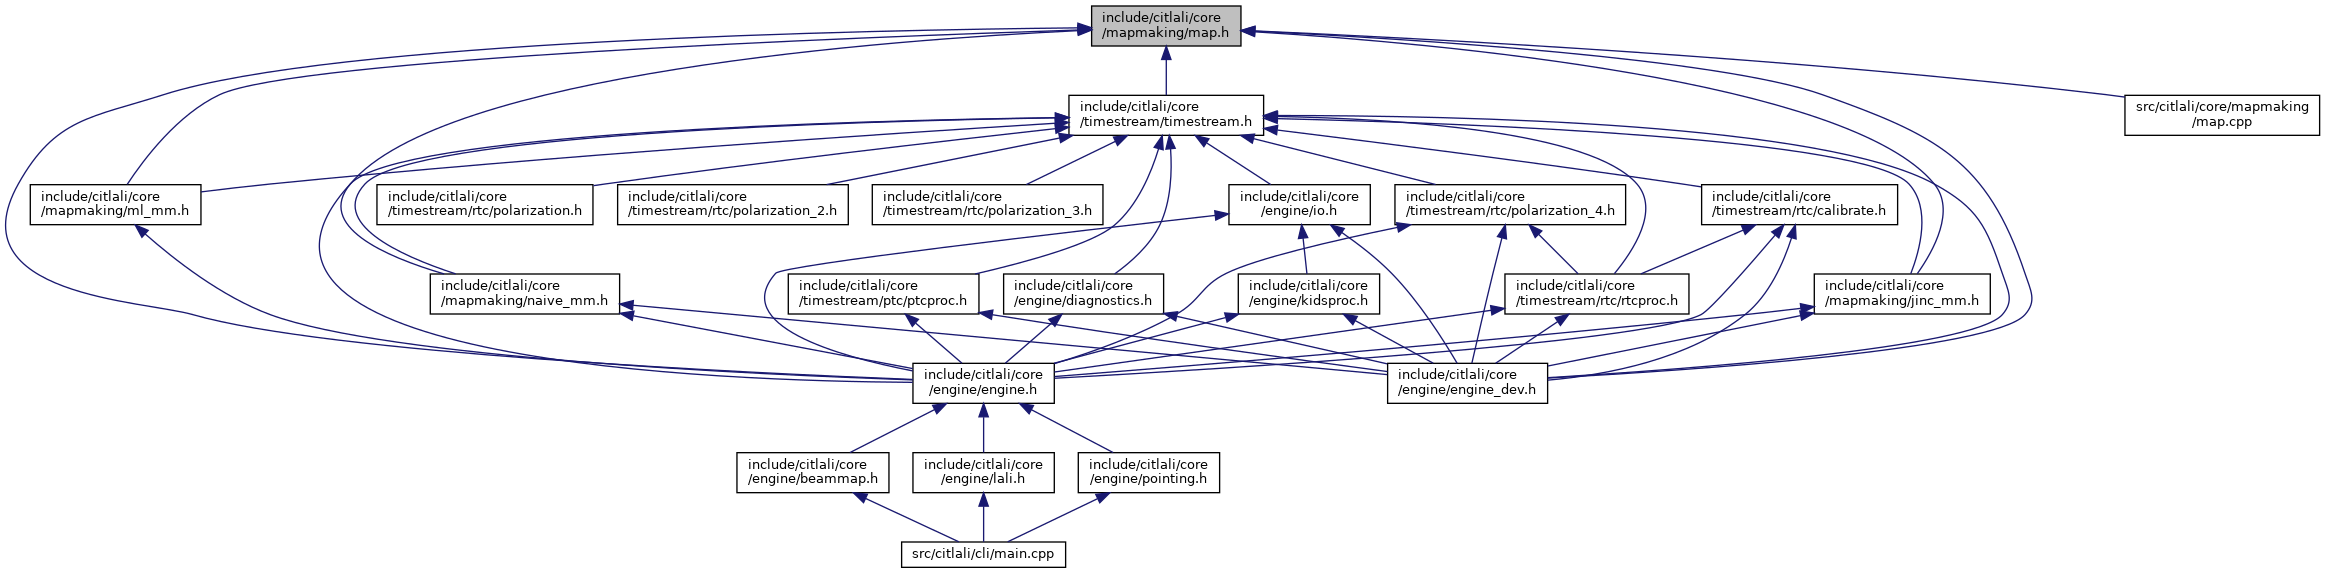 include/citlali/core
/mapmaking/map.h
include/citlali/core
/timestream/timestream.h
src/citlali/core/mapmaking
/map.cpp
include/citlali/core
/mapmaking/ml_mm.h
include/citlali/core
/timestream/rtc/polarization.h
include/citlali/core
/timestream/rtc/polarization_2.h
include/citlali/core
/timestream/rtc/polarization_3.h
include/citlali/core
/engine/io.h
include/citlali/core
/timestream/rtc/polarization_4.h
include/citlali/core
/timestream/rtc/calibrate.h
include/citlali/core
/mapmaking/naive_mm.h
include/citlali/core
/timestream/ptc/ptcproc.h
include/citlali/core
/engine/diagnostics.h
include/citlali/core
/engine/kidsproc.h
include/citlali/core
/timestream/rtc/rtcproc.h
include/citlali/core
/mapmaking/jinc_mm.h
include/citlali/core
/engine/engine.h
include/citlali/core
/engine/engine_dev.h
include/citlali/core
/engine/beammap.h
include/citlali/core
/engine/lali.h
include/citlali/core
/engine/pointing.h
src/citlali/cli/main.cpp